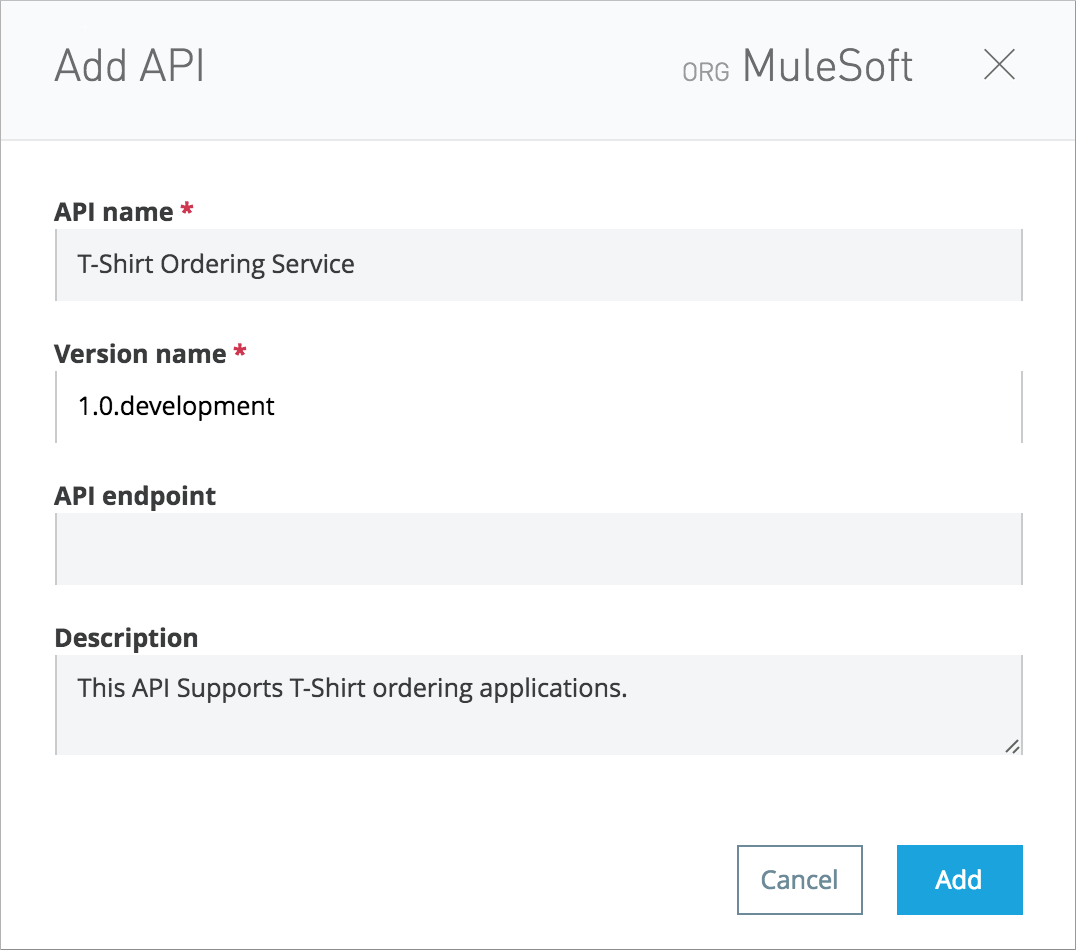 Add API
ORG MuleSoft
API name *
T-Shirt Ordering Service
Version name *
1.0.development
API endpoint
Description
This API Supports T-Shirt ordering applications.
Cancel
Add